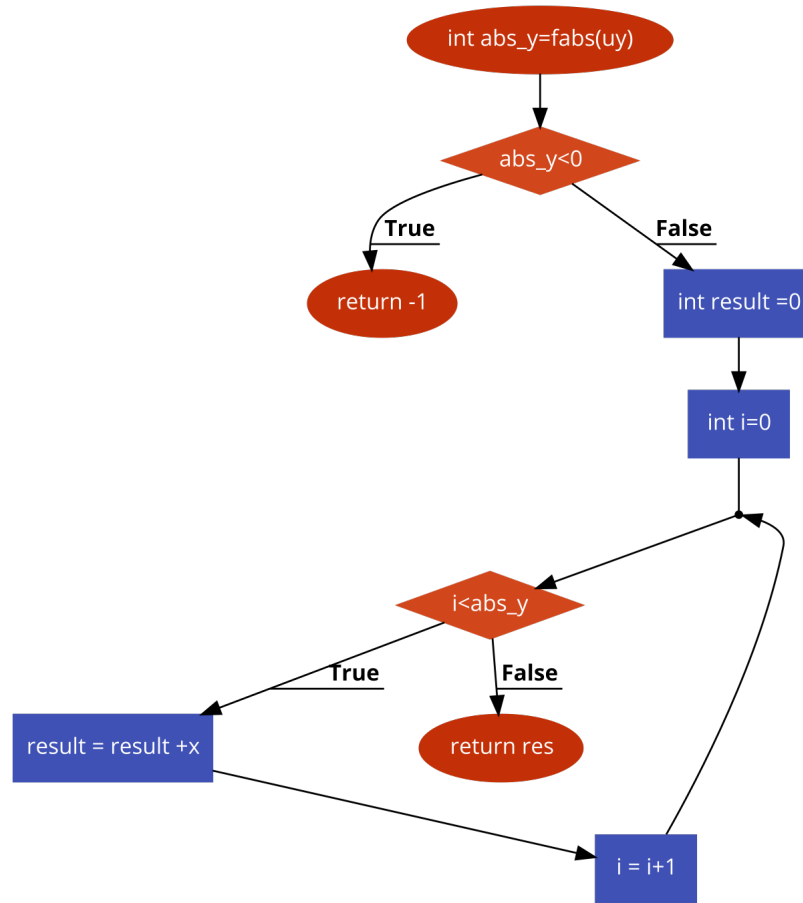 int abs_y=fabs(uy)
abs_y<0
True
False
return -1
int result =0
int i=0
i<abs_y
True
False
result = result +x
return res
i = i+1